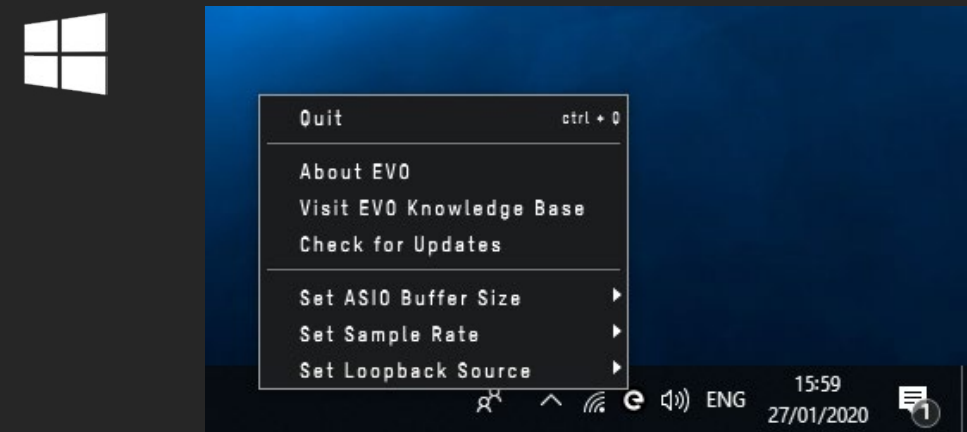 Quit ctrl + Q
About EVO
Visit EVO Knowledge Base
Check for Updates
Set ASIO Buffer Size
Set Sample Rate
Set Loopback Source
ENG
15:59
27/01/2020
1